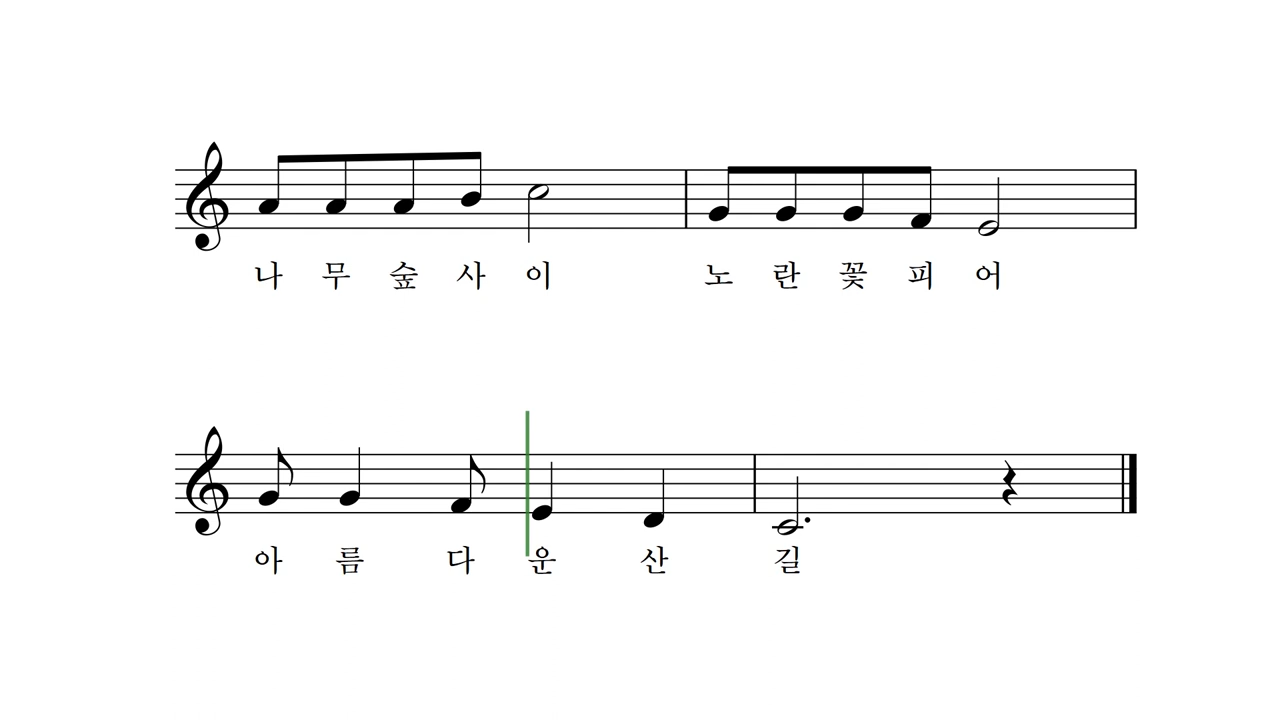 나 무 숲 사 이 노 란 꽃 피 어
아 름 다 운 산 길